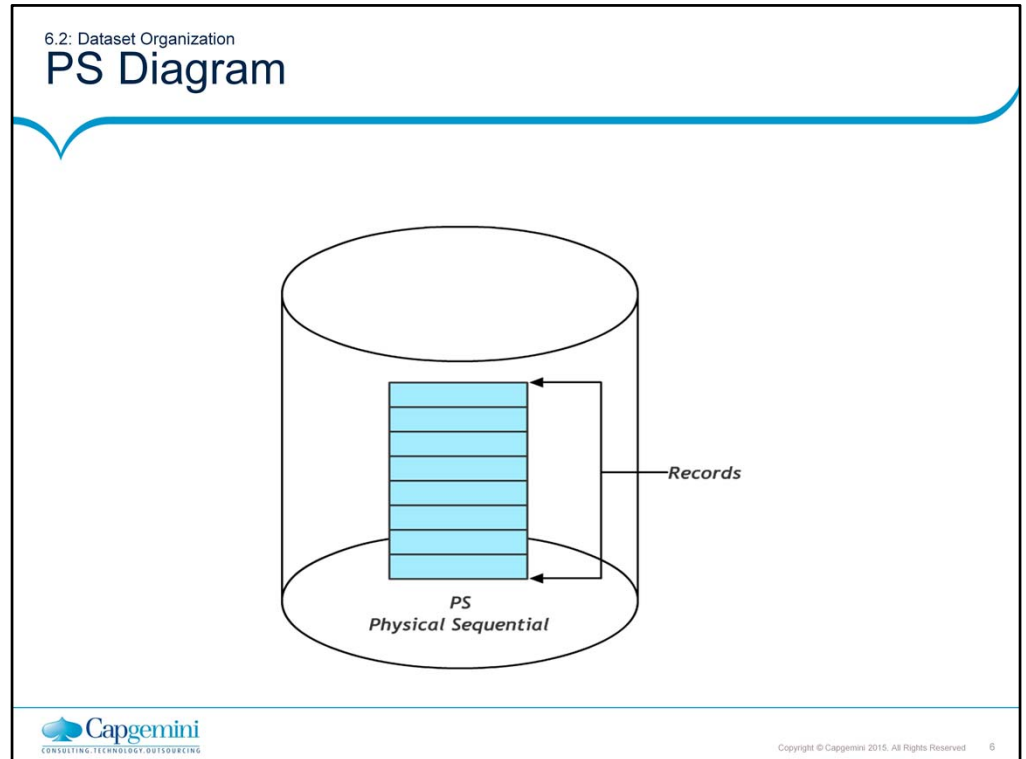 6.2: Dataset Organization
PS Diagram
Records
PS
Physical Sequential
Capgemini
CONSULTING.TECHNOLOGY.OUTSOURCING
Copyright © Capgemini 2015. All Rights Reserved 6